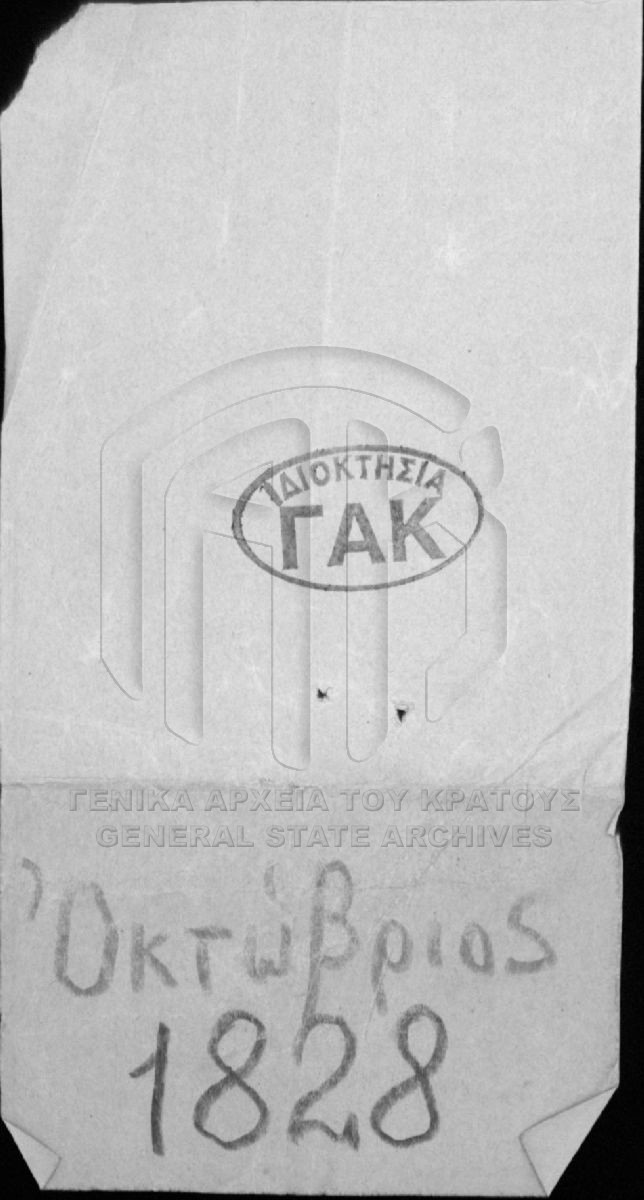 ΙΔΙΟΚΤΗΣΙΑ
ΓΑΚ
ΓΕΝΙΚΑ ΑΡΧΕΙΑ ΤΟΥ ΚΡΑΤΟΥΣ
GENERAL STATE ARCHIVES
Ὀκτώβριος
1828